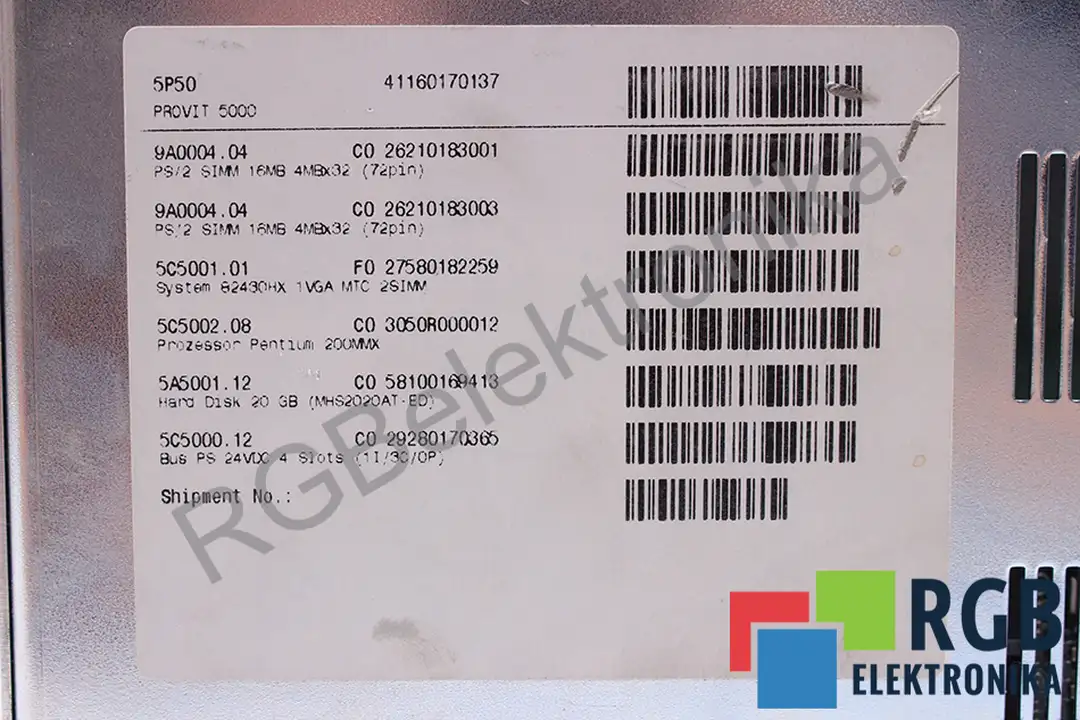 5P50 41160170137
PROVIT 5000
9A0004.04 C0 26210183001
PS/2 SIMM 16MB 4MBx32 (72pin)
9A0004.04 C0 26210183003
PS/2 SIMM 16MB 4MBx32 (72pin)
5C5001.01 F0 27580182259
System 82430HX 1VGA MTC 2SIMM
5C5002.08 C0 3050R000012
Prozessor Pentium 200MMX
5A5001.12 C0 58100169413
Hard Disk 20 GB (MHS2020AT-ED)
5C5000.12 C0 29280170365
Bus PS 24VDC 4 Slots (1I/3C/0P)
Shipment No.:
RGBelektronika
RGB
ELEKTRONIKA